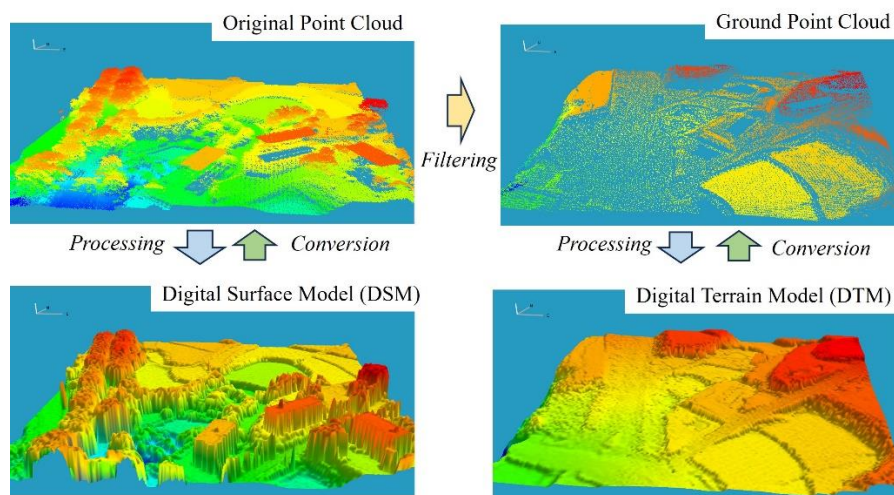 Original Point Cloud
Ground Point Cloud
Filtering
Processing
Conversion
Processing
Conversion
Digital Surface Model (DSM)
Digital Terrain Model (DTM)